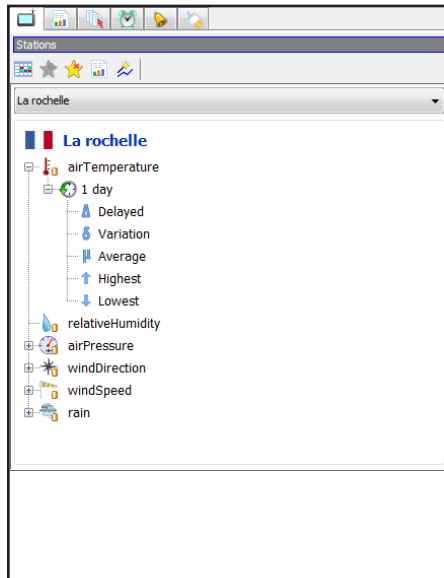 Stations
La rochelle
La rochelle
airTemperature
1 day
Delayed
Variation
Average
Highest
Lowest
relativeHumidity
airPressure
windDirection
windSpeed
rain